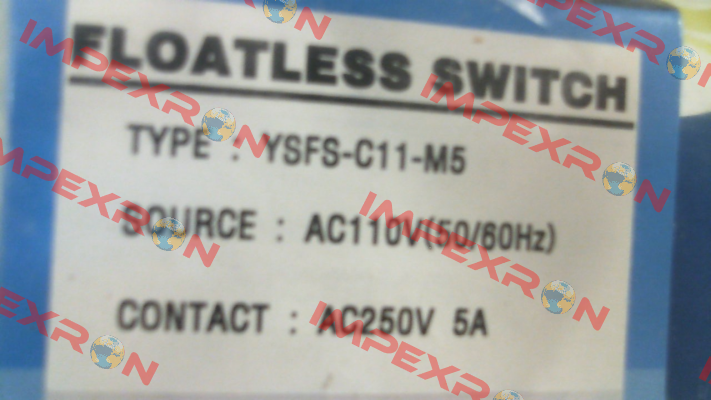 FLOATLESS SWITCH
TYPE : YSFS-C11-M5
SOURCE : AC110V(50/60Hz)
CONTACT : AC250V 5A
IMPEXRON
IMPEXRON
IMPEXRON
IMPEXRON
IMPEXRON
IMPEXRON
IMPEXRON